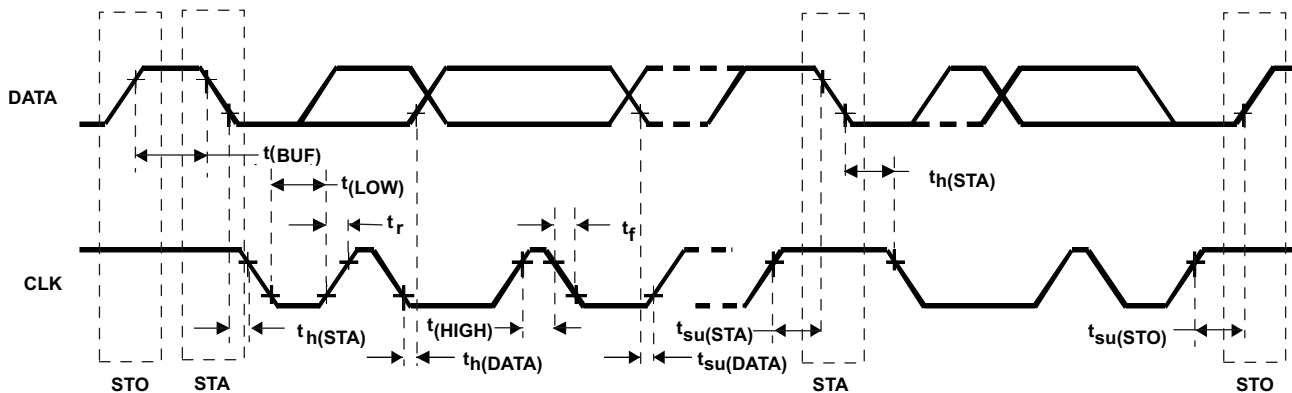 DATA
t(BUF)
th(STA)
t(LOW)
tr
tf
CLK
th(STA)
t(HIGH)
tsu(STA)
tsu(STO)
th(DATA)
tsu(DATA)
STO
STA
STA
STO